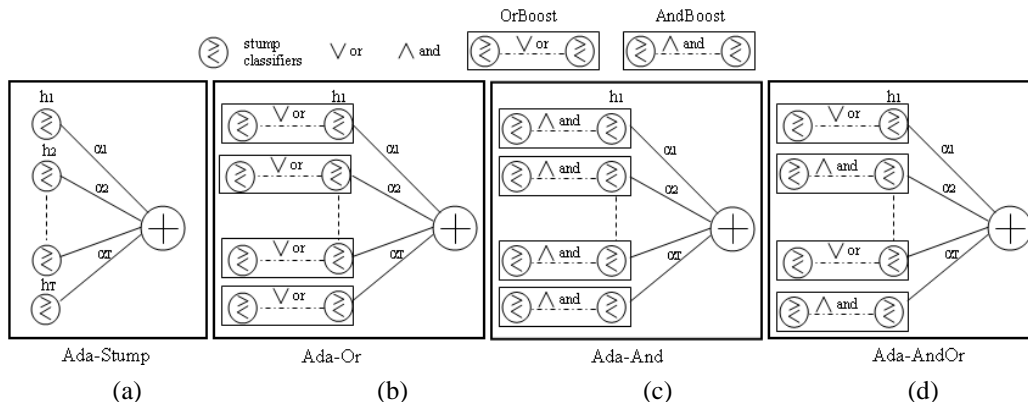 OrBoost
AndBoost
stump
classifiers
∨ or
∧ and
∨ or
∧ and
h1
h2
hT
α1
α2
αT
Ada-Stump
(a)
h1
∨ or
∨ or
∨ or
∨ or
α1
α2
αT
Ada-Or
(b)
h1
∧ and
∧ and
∧ and
∧ and
α1
α2
αT
Ada-And
(c)
h1
∨ or
∧ and
∨ or
∧ and
α1
α2
αT
Ada-AndOr
(d)